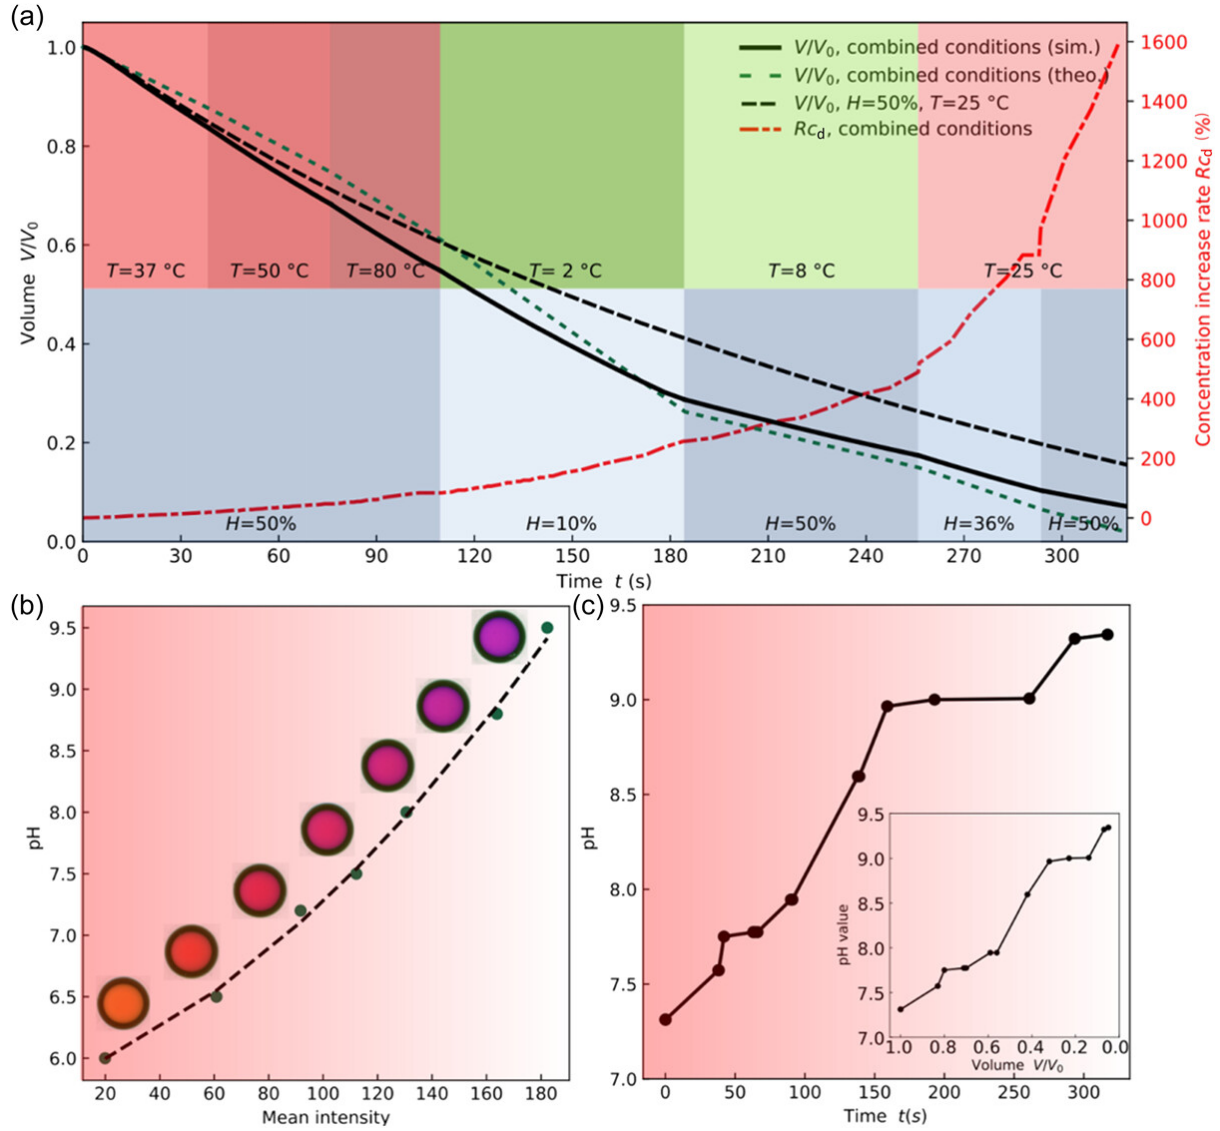 (a)
V/V₀, combined conditions (sim.)
V/V₀, combined conditions (theo.)
V/V₀, H=50%, T=25 °C
Rc_d, combined conditions
Volume V/V₀
1.0
0.8
0.6
0.4
0.2
0.0
T=37 °C
T=50 °C
T=80 °C
T= 2 °C
T=8 °C
T=25 °C
H=50%
H=10%
H=50%
H=36%
H=50%
1600
1400
1200
1000
800
600
400
200
0
Concentration increase rate Rc_d (%)
0 30 60 90 120 150 180 210 240 270 300
Time t (s)
(b)
pH
9.5
9.0
8.5
8.0
7.5
7.0
6.5
6.0
20 40 60 80 100 120 140 160 180
Mean intensity
(c)
pH
9.5
9.0
8.5
8.0
7.5
7.0
0 50 100 150 200 250 300
Time t(s)
pH value
9.5
9.0
8.5
8.0
7.5
7.0
1.0 0.8 0.6 0.4 0.2 0.0
Volume V/V₀